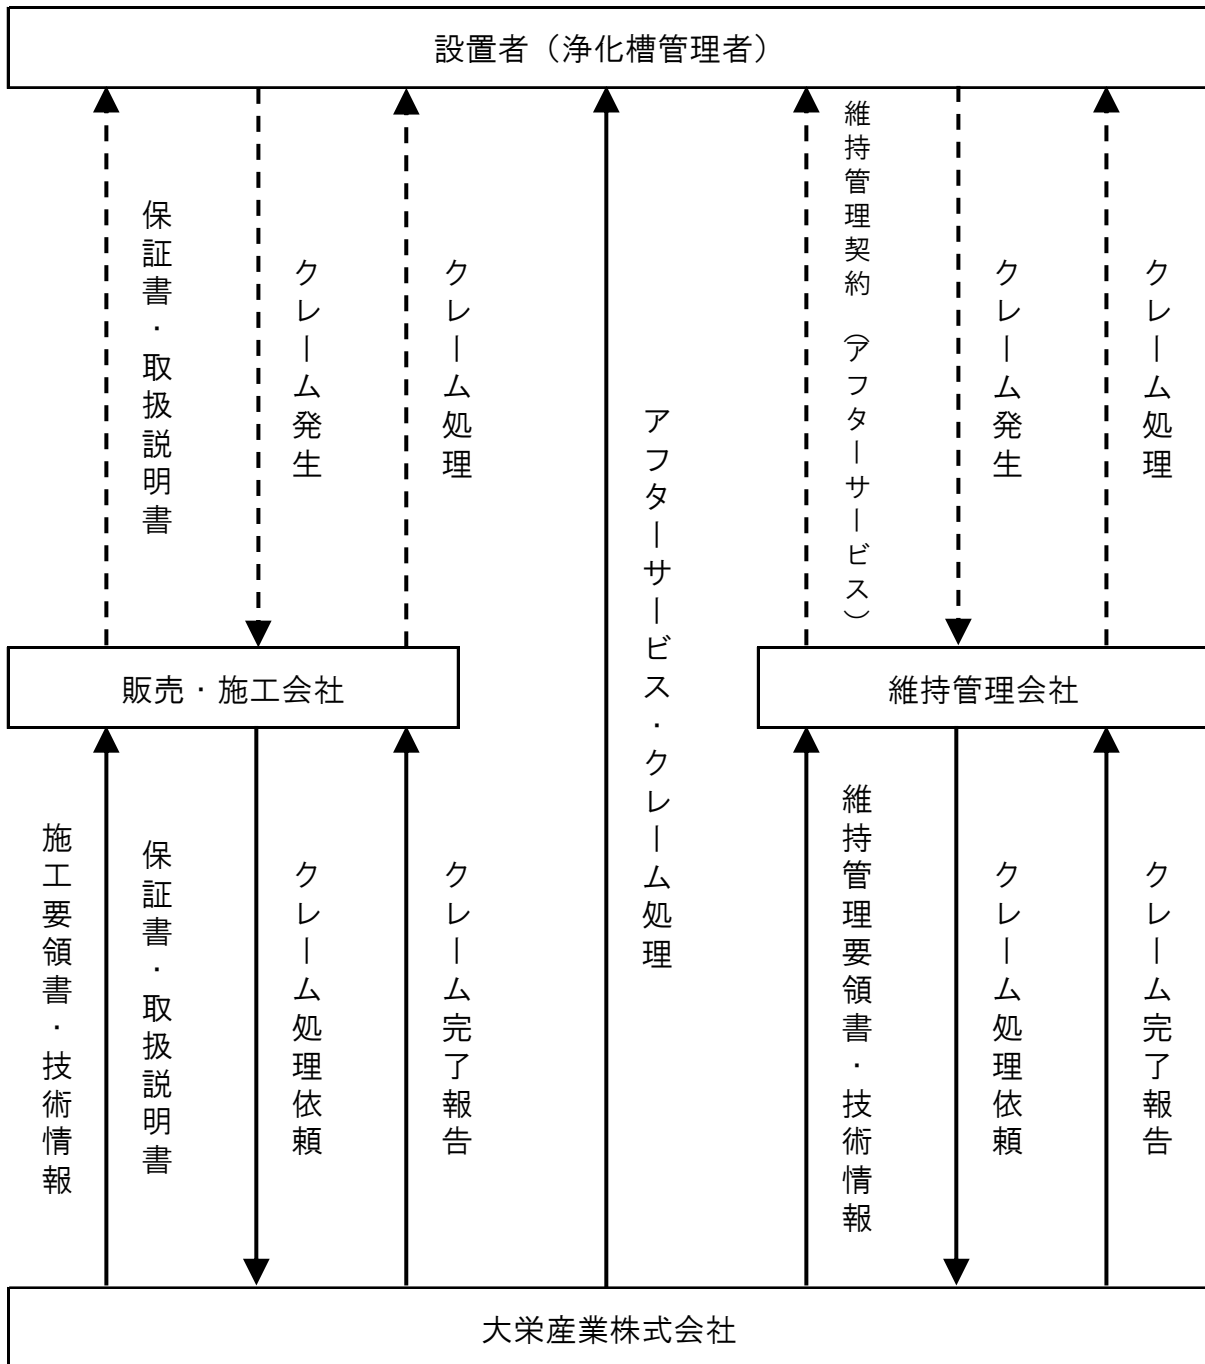 設置者（浄化槽管理者）
保証書・取扱説明書
クレーム発生
クレーム処理
アフターサービス・クレーム処理
維持管理契約（アフターサービス）
クレーム発生
クレーム処理
販売・施工会社
維持管理会社
施工要領書・技術情報
保証書・取扱説明書
クレーム処理依頼
クレーム完了報告
維持管理要領書・技術情報
クレーム処理依頼
クレーム完了報告
大栄産業株式会社